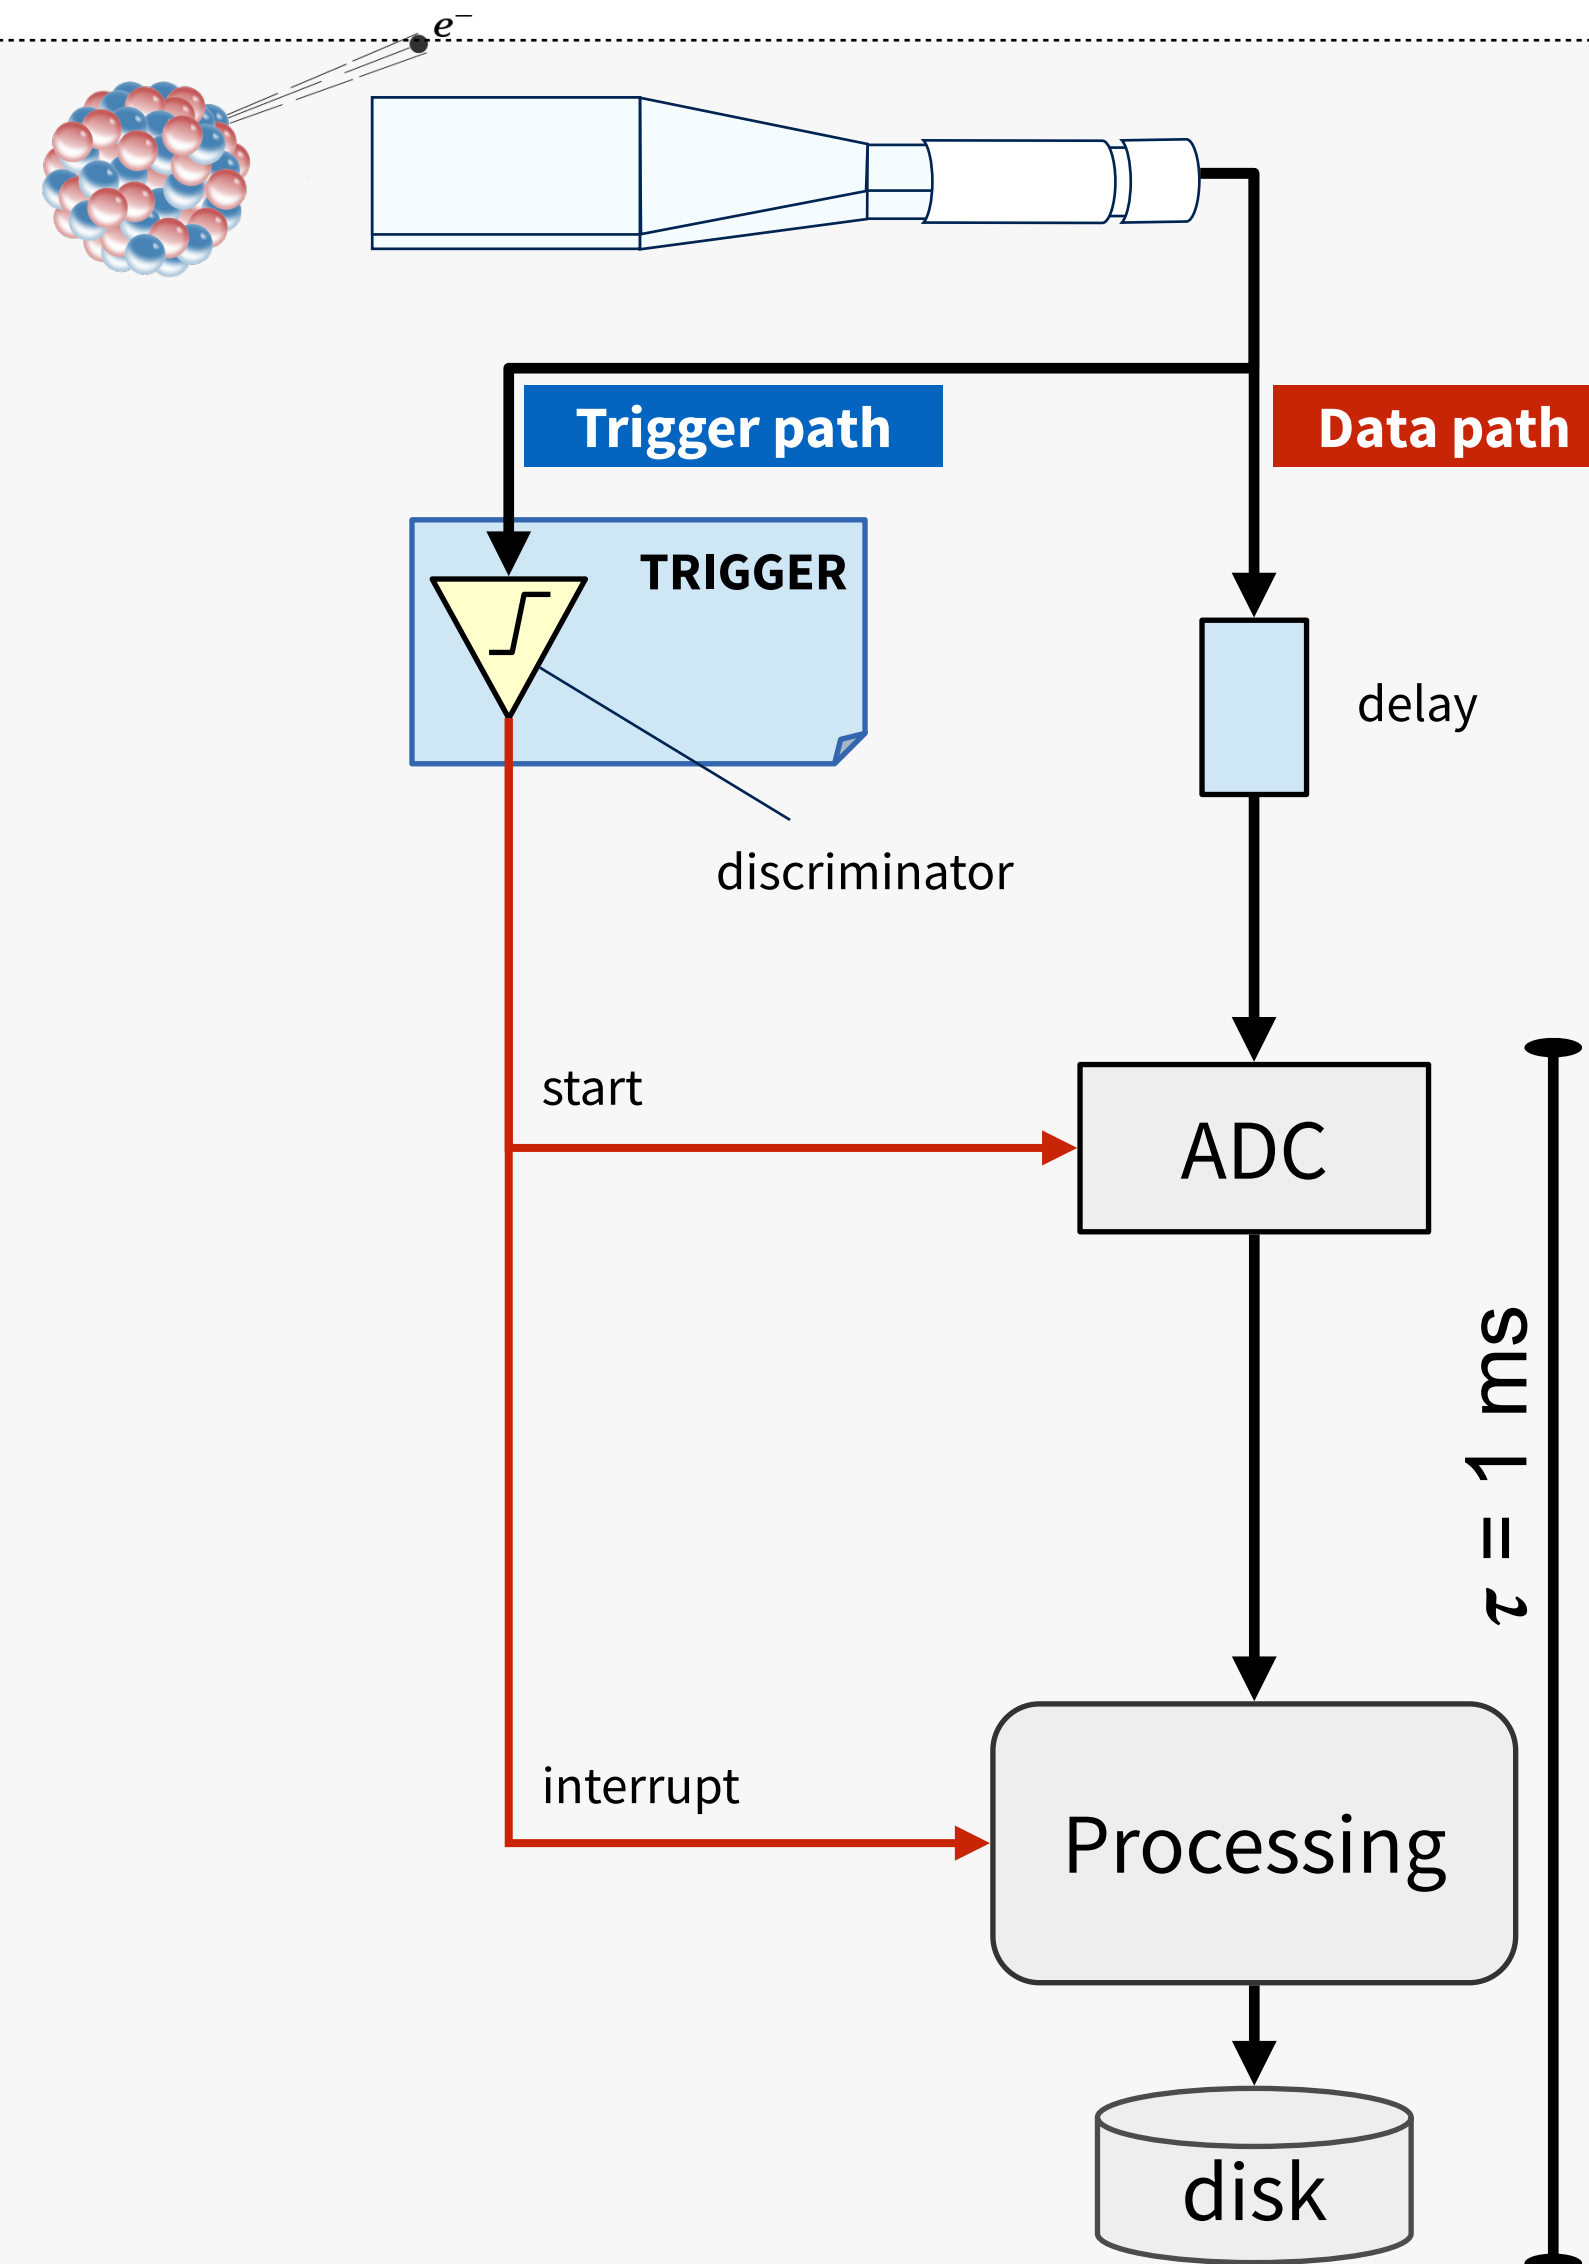 e⁻
Trigger path
Data path
TRIGGER
delay
discriminator
start
ADC
τ = 1 ms
interrupt
Processing
disk